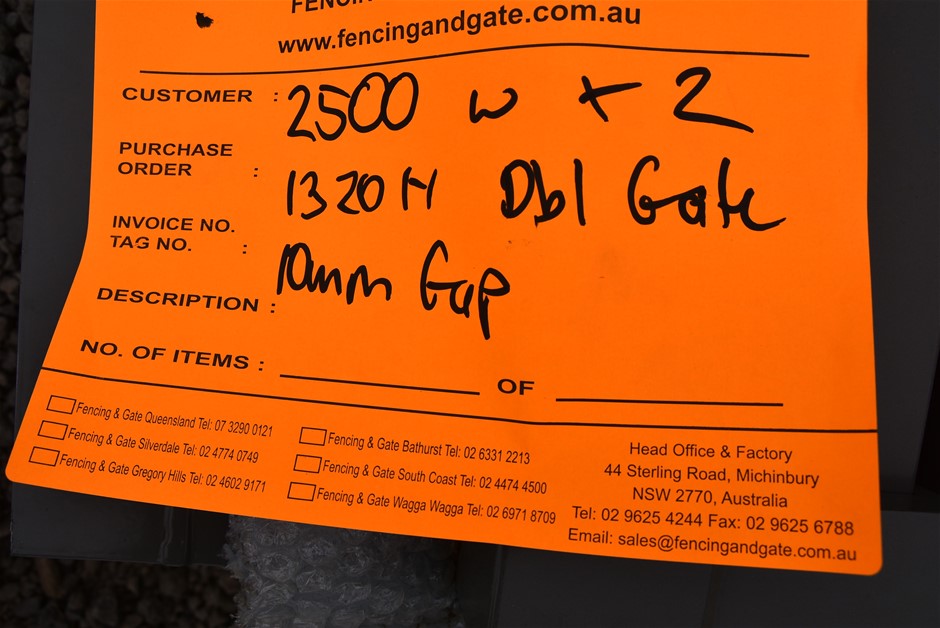 FENCING
www.fencingandgate.com.au
CUSTOMER : 2500 W x 2
PURCHASE
ORDER : 1320 H Dbl Gate
INVOICE NO.
TAG NO. : 10mm Gap
DESCRIPTION :
NO. OF ITEMS : OF
Fencing & Gate Queensland Tel: 07 3290 0121
Fencing & Gate Silverdale Tel: 02 4774 0749
Fencing & Gate Gregory Hills Tel: 02 4602 9171
Fencing & Gate Bathurst Tel: 02 6331 2213
Fencing & Gate South Coast Tel: 02 4474 4500
Fencing & Gate Wagga Wagga Tel: 02 6971 8709
Head Office & Factory
44 Sterling Road, Michinbury
NSW 2770, Australia
Tel: 02 9625 4244 Fax: 02 9625 6788
Email: sales@fencingandgate.com.au